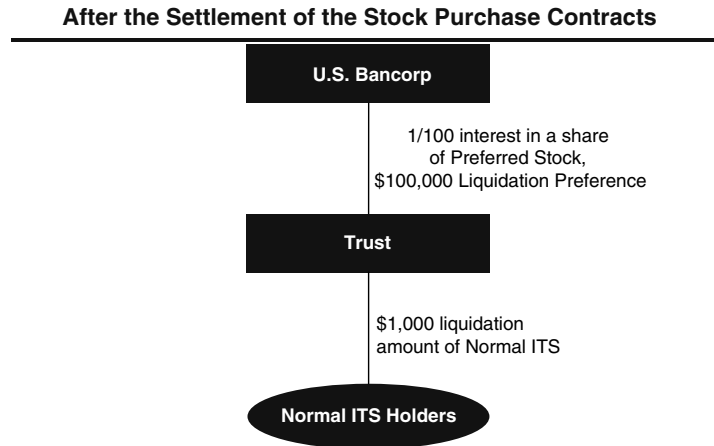 After the Settlement of the Stock Purchase Contracts
U.S. Bancorp
1/100 interest in a share
of Preferred Stock,
$100,000 Liquidation Preference
Trust
$1,000 liquidation
amount of Normal ITS
Normal ITS Holders